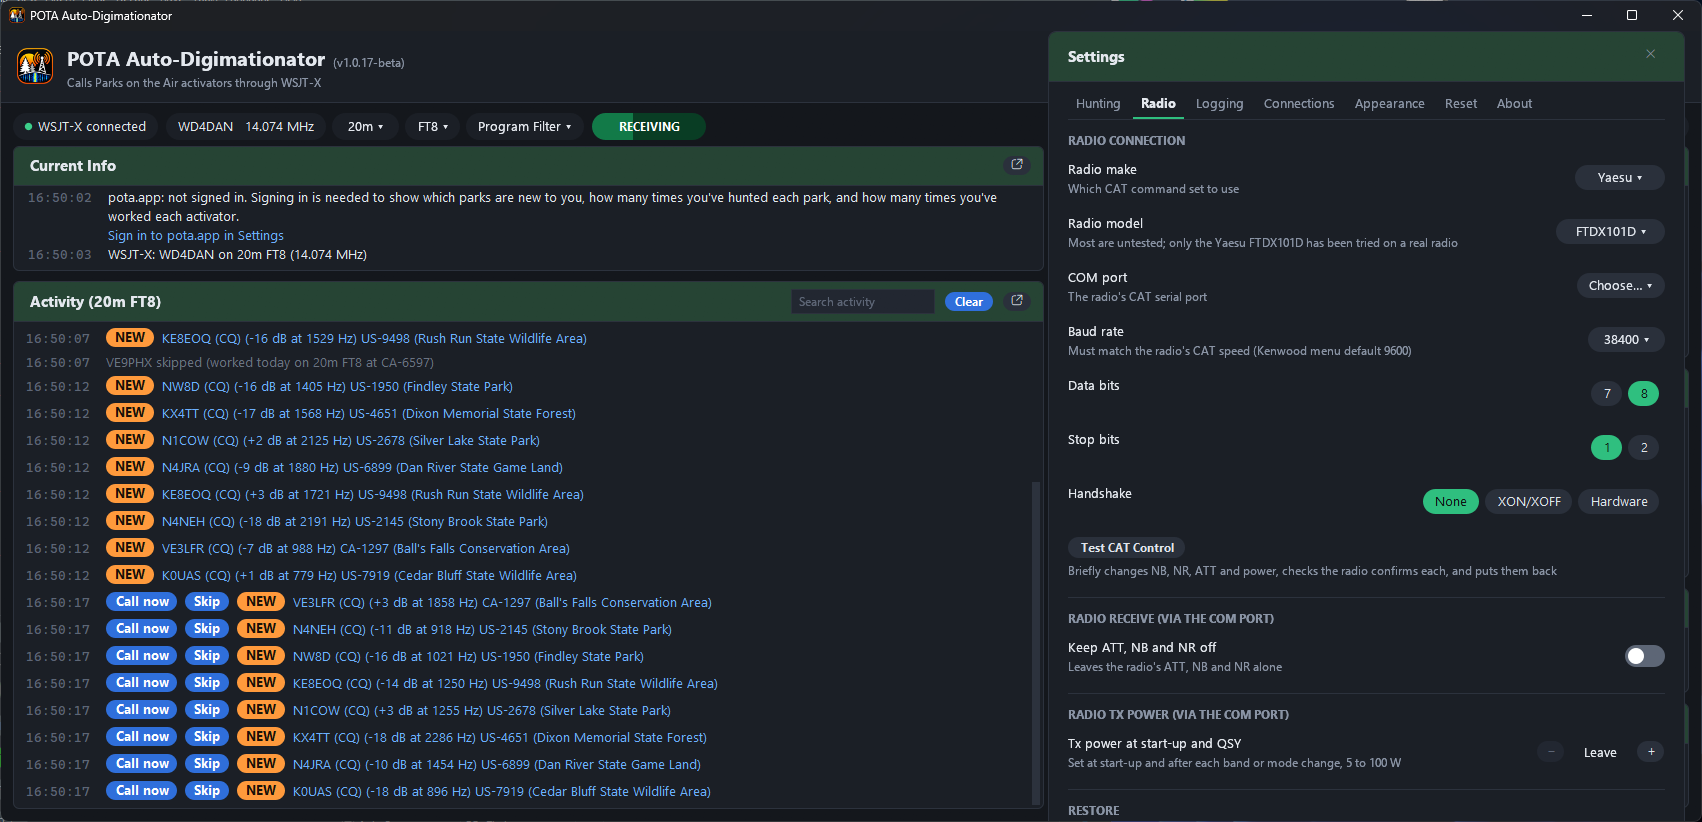 POTA Auto-Digimationator
POTA Auto-Digimationator (v1.0.17-beta)
Calls Parks on the Air activators through WSJT-X
WSJT-X connected WD4DAN 14.074 MHz 20m FT8 Program Filter RECEIVING
Current Info
16:50:02 pota.app: not signed in. Signing in is needed to show which parks are new to you, how many times you've hunted each park, and how many times you've
worked each activator.
Sign in to pota.app in Settings
16:50:03 WSJT-X: WD4DAN on 20m FT8 (14.074 MHz)
Activity (20m FT8) Search activity Clear
16:50:07 NEW KE8EOQ (CQ) (-16 dB at 1529 Hz) US-9498 (Rush Run State Wildlife Area)
16:50:07 VE9PHX skipped (worked today on 20m FT8 at CA-6597)
16:50:12 NEW NW8D (CQ) (-16 dB at 1405 Hz) US-1950 (Findley State Park)
16:50:12 NEW KX4TT (CQ) (-17 dB at 1568 Hz) US-4651 (Dixon Memorial State Forest)
16:50:12 NEW N1COW (CQ) (+2 dB at 2125 Hz) US-2678 (Silver Lake State Park)
16:50:12 NEW N4JRA (CQ) (-9 dB at 1880 Hz) US-6899 (Dan River State Game Land)
16:50:12 NEW KE8EOQ (CQ) (+3 dB at 1721 Hz) US-9498 (Rush Run State Wildlife Area)
16:50:12 NEW N4NEH (CQ) (-18 dB at 2191 Hz) US-2145 (Stony Brook State Park)
16:50:12 NEW VE3LFR (CQ) (-7 dB at 988 Hz) CA-1297 (Ball's Falls Conservation Area)
16:50:12 NEW K0UAS (CQ) (+1 dB at 779 Hz) US-7919 (Cedar Bluff State Wildlife Area)
16:50:17 Call now Skip NEW VE3LFR (CQ) (+3 dB at 1858 Hz) CA-1297 (Ball's Falls Conservation Area)
16:50:17 Call now Skip NEW N4NEH (CQ) (-11 dB at 918 Hz) US-2145 (Stony Brook State Park)
16:50:17 Call now Skip NEW NW8D (CQ) (-16 dB at 1021 Hz) US-1950 (Findley State Park)
16:50:17 Call now Skip NEW KE8EOQ (CQ) (-14 dB at 1250 Hz) US-9498 (Rush Run State Wildlife Area)
16:50:17 Call now Skip NEW N1COW (CQ) (+3 dB at 1255 Hz) US-2678 (Silver Lake State Park)
16:50:17 Call now Skip NEW KX4TT (CQ) (-18 dB at 2286 Hz) US-4651 (Dixon Memorial State Forest)
16:50:17 Call now Skip NEW N4JRA (CQ) (-10 dB at 1454 Hz) US-6899 (Dan River State Game Land)
16:50:17 Call now Skip NEW K0UAS (CQ) (-18 dB at 896 Hz) US-7919 (Cedar Bluff State Wildlife Area)
Settings
Hunting Radio Logging Connections Appearance Reset About
RADIO CONNECTION
Radio make Yaesu
Which CAT command set to use
Radio model FTDX101D
Most are untested; only the Yaesu FTDX101D has been tried on a real radio
COM port Choose...
The radio's CAT serial port
Baud rate 38400
Must match the radio's CAT speed (Kenwood menu default 9600)
Data bits 7 8
Stop bits 1 2
Handshake None XON/XOFF Hardware
Test CAT Control
Briefly changes NB, NR, ATT and power, checks the radio confirms each, and puts them back
RADIO RECEIVE (VIA THE COM PORT)
Keep ATT, NB and NR off
Leaves the radio's ATT, NB and NR alone
RADIO TX POWER (VIA THE COM PORT)
Tx power at start-up and QSY − Leave +
Set at start-up and after each band or mode change, 5 to 100 W
RESTORE